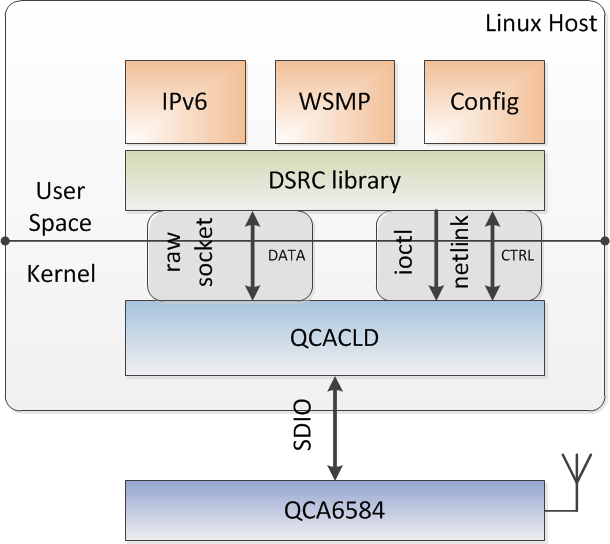 Linux Host
IPv6
WSMP
Config
DSRC library
User
Space
Kernel
raw
socket
DATA
ioctl
netlink
CTRL
QCACLD
SDIO
QCA6584